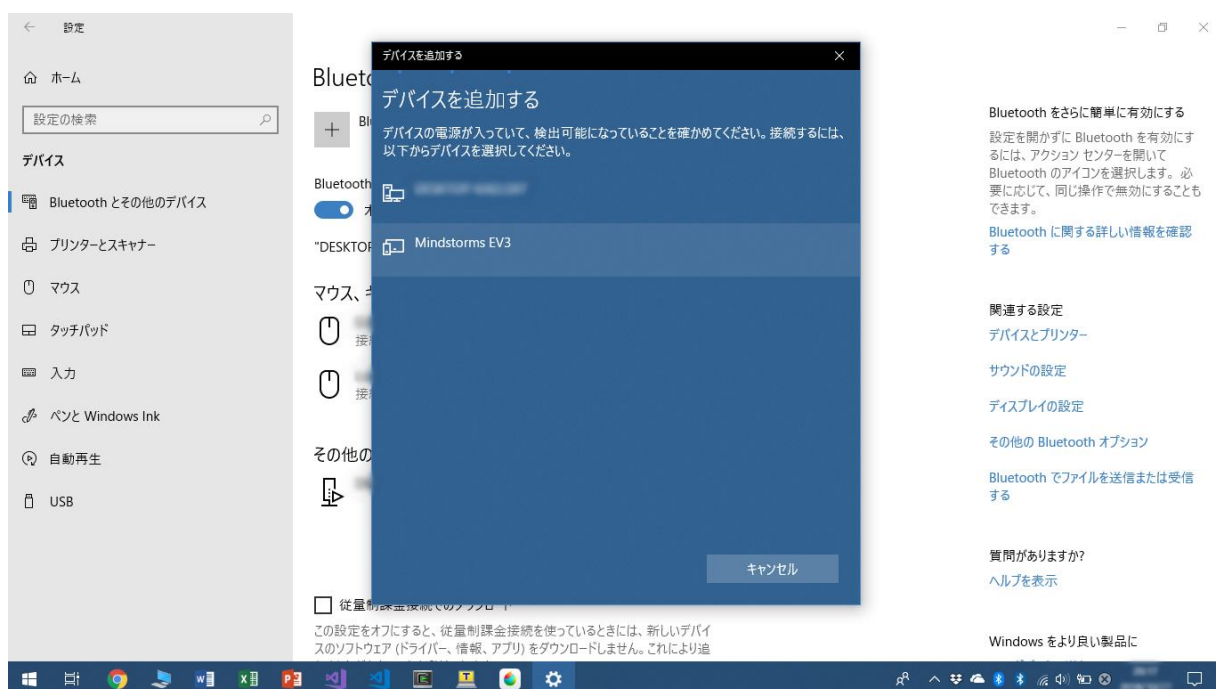 設定
ホーム
設定の検索
デバイス
Bluetooth とその他のデバイス
プリンターとスキャナー
マウス
タッチパッド
入力
ペンと Windows Ink
自動再生
USB
Bluetooth
"DESKTOP
マウス、
その他の
従量制課金接続でのダウンロード
この設定をオフにすると、従量制課金接続を使っているときには、新しいデバイ
スのソフトウェア (ドライバー、情報、アプリ) をダウンロードしません。これにより追
デバイスを追加する
デバイスを追加する
デバイスの電源が入っていて、検出可能になっていることを確かめてください。接続するには、
以下からデバイスを選択してください。
Mindstorms EV3
キャンセル
Bluetooth をさらに簡単に有効にする
設定を開かずに Bluetooth を有効にす
るには、アクション センターを開いて
Bluetooth のアイコンを選択します。必
要に応じて、同じ操作で無効にすることも
できます。
Bluetooth に関する詳しい情報を確認
する
関連する設定
デバイスとプリンター
サウンドの設定
ディスプレイの設定
その他の Bluetooth オプション
Bluetooth でファイルを送信または受信
する
質問がありますか?
ヘルプを表示
Windows をより良い製品に